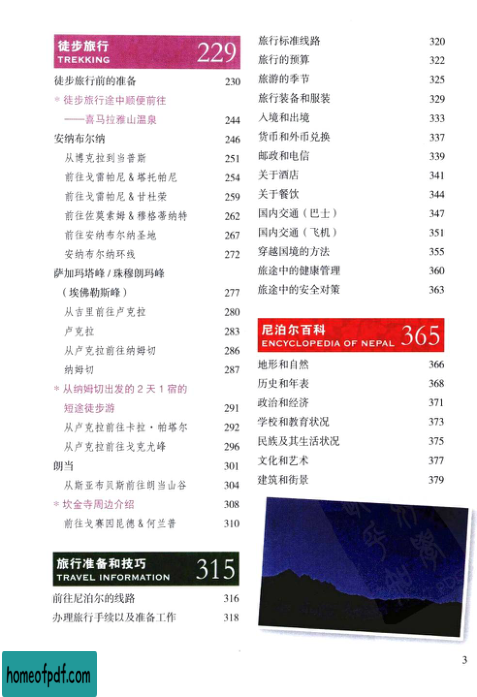 徒步旅行 229
TREKKING
徒步旅行前的准备 230
* 徒步旅行途中顺便前往
——喜马拉雅山温泉 244
安纳布尔纳 246
从博克拉到当普斯 251
前往戈雷帕尼＆塔托帕尼 254
前往戈雷帕尼＆甘杜荣 259
前往佐莫索姆＆穆格蒂纳特 262
前往安纳布尔纳圣地 267
安纳布尔纳环线 272
萨加玛塔峰/珠穆朗玛峰
（埃佛勒斯峰） 277
从吉里前往卢克拉 280
卢克拉 283
从卢克拉前往纳姆切 286
纳姆切 287
* 从纳姆切出发的2天1宿的
短途徒步游 291
从卢克拉前往卡拉·帕塔尔 292
从卢克拉前往戈克尤峰 296
朗当 301
从斯亚布贝斯前往朗当山谷 304
* 坎金寺周边介绍 308
前往戈赛因昆德＆何兰普 310
旅行准备和技巧 315
TRAVEL INFORMATION
前往尼泊尔的线路 316
办理旅行手续以及准备工作 318
旅行标准线路 320
旅行的预算 322
旅游的季节 325
旅行装备和服装 329
入境和出境 333
货币和外币兑换 337
邮政和电信 339
关于酒店 341
关于餐饮 344
国内交通（巴士） 347
国内交通（飞机） 351
穿越国境的方法 355
旅途中的健康管理 360
旅途中的安全对策 363
尼泊尔百科 365
ENCYCLOPEDIA OF NEPAL
地形和自然 366
历史和年表 368
政治和经济 371
学校和教育状况 373
民族及其生活状况 375
文化和艺术 377
建筑和街景 379
3
homeofpdf.com